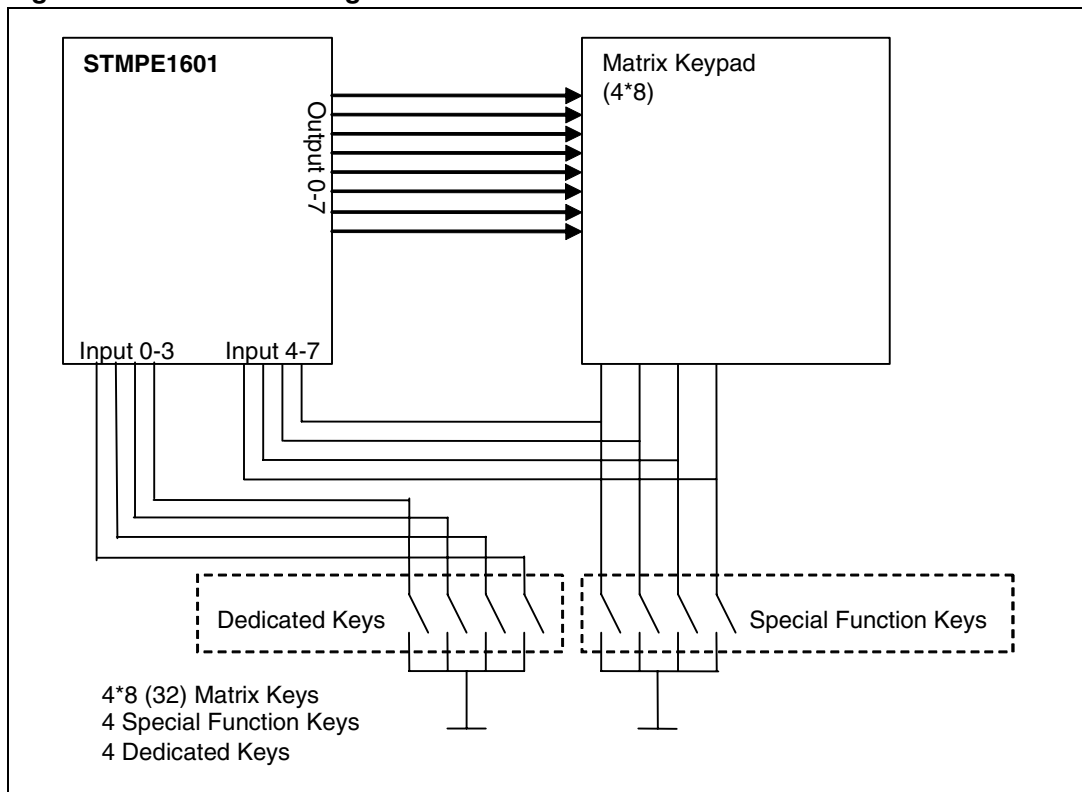 STMPE1601
Matrix Keypad
(4*8)
Output 0-7
Input 0-3
Input 4-7
Dedicated Keys
Special Function Keys
4*8 (32) Matrix Keys
4 Special Function Keys
4 Dedicated Keys